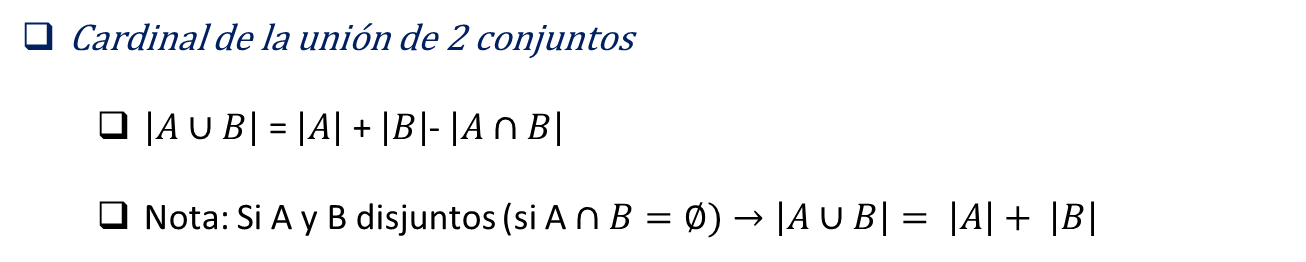 ❑ Cardinal de la unión de 2 conjuntos
❑ |A ∪ B| = |A| + |B|- |A ∩ B|
❑ Nota: Si A y B disjuntos (si A ∩ B = ∅) → |A ∪ B| = |A| + |B|